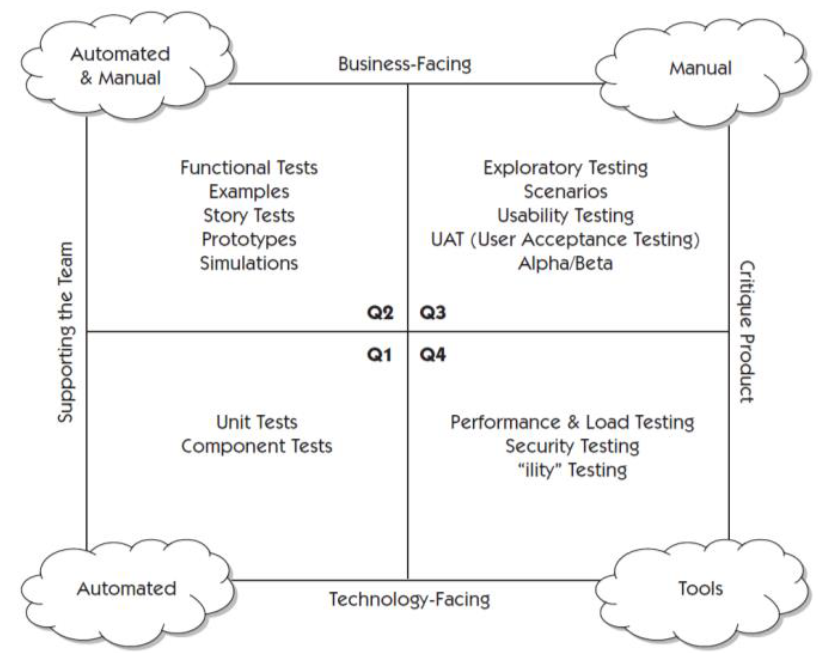 Automated
& Manual
Business-Facing
Manual
Functional Tests
Examples
Story Tests
Prototypes
Simulations
Exploratory Testing
Scenarios
Usability Testing
UAT (User Acceptance Testing)
Alpha/Beta
Supporting the Team
Critique Product
Q2
Q3
Q1
Q4
Unit Tests
Component Tests
Performance & Load Testing
Security Testing
“ility” Testing
Automated
Technology-Facing
Tools